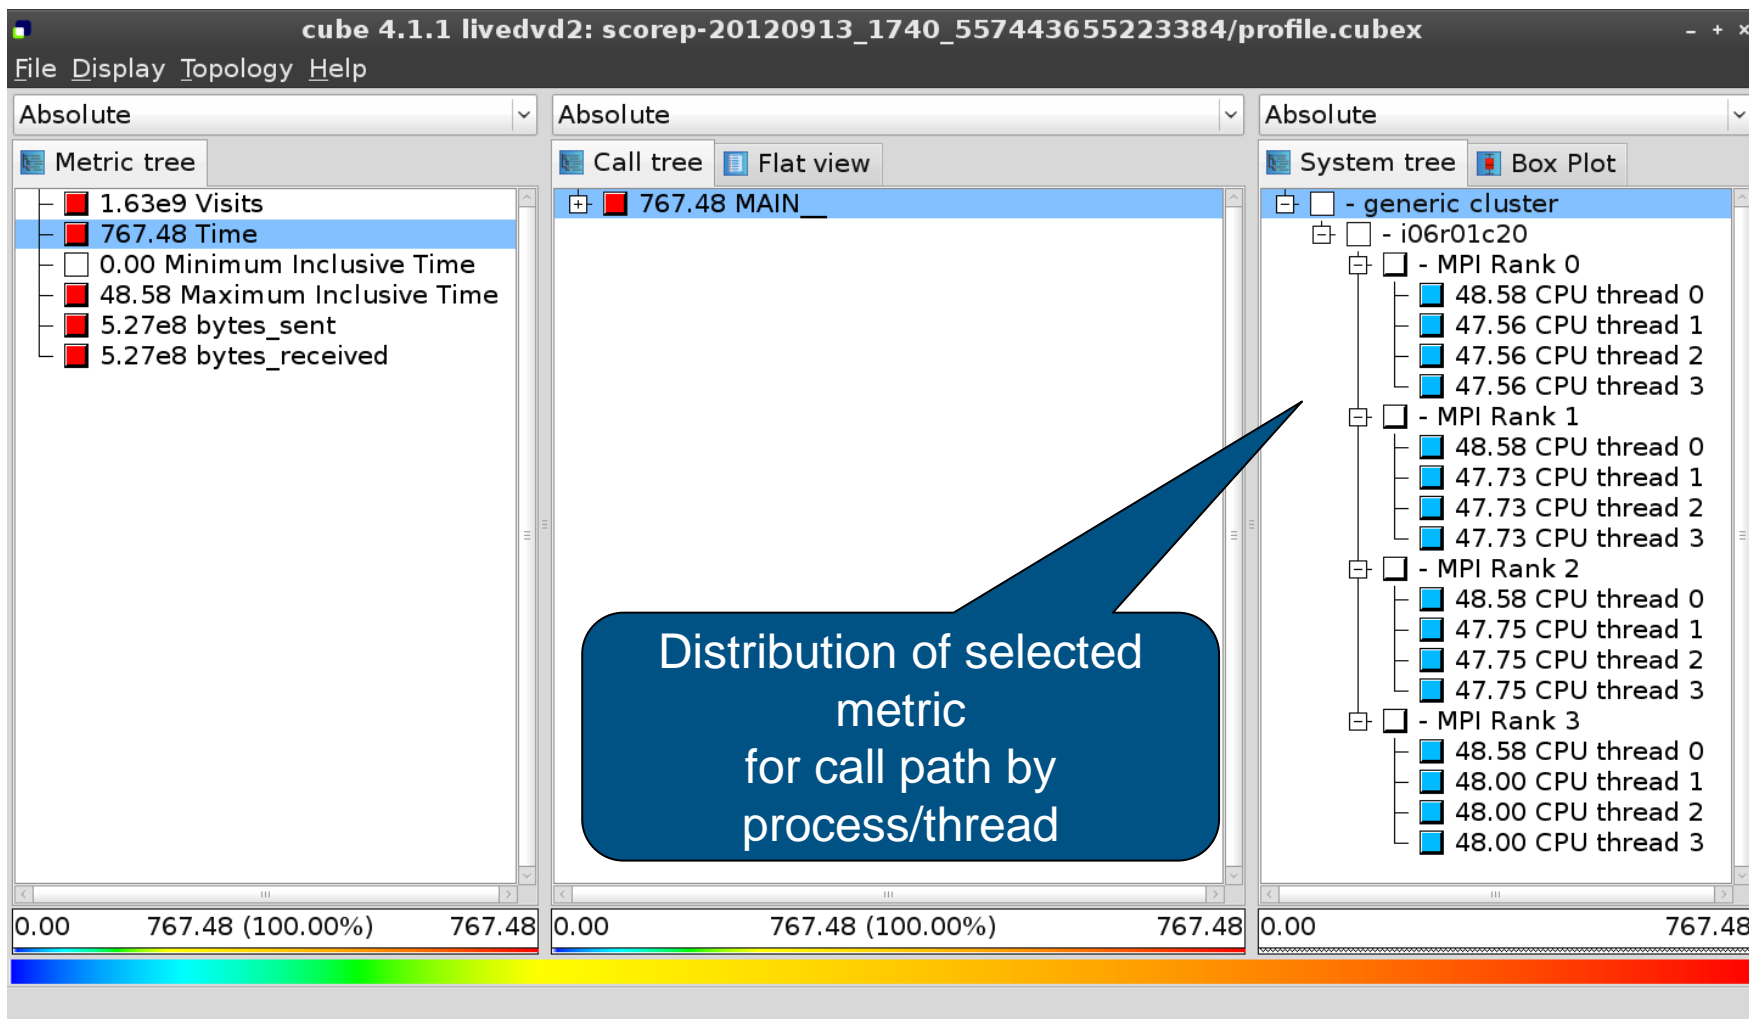 cube 4.1.1 livedvd2: scorep-20120913_1740_557443655223384/profile.cubex
File Display Topology Help
Absolute
Metric tree
1.63e9 Visits
767.48 Time
0.00 Minimum Inclusive Time
48.58 Maximum Inclusive Time
5.27e8 bytes_sent
5.27e8 bytes_received
0.00 767.48 (100.00%) 767.48
Absolute
Call tree Flat view
767.48 MAIN__
Distribution of selected
metric
for call path by
process/thread
0.00 767.48 (100.00%) 767.48
Absolute
System tree Box Plot
- generic cluster
- i06r01c20
- MPI Rank 0
48.58 CPU thread 0
47.56 CPU thread 1
47.56 CPU thread 2
47.56 CPU thread 3
- MPI Rank 1
48.58 CPU thread 0
47.73 CPU thread 1
47.73 CPU thread 2
47.73 CPU thread 3
- MPI Rank 2
48.58 CPU thread 0
47.75 CPU thread 1
47.75 CPU thread 2
47.75 CPU thread 3
- MPI Rank 3
48.58 CPU thread 0
48.00 CPU thread 1
48.00 CPU thread 2
48.00 CPU thread 3
0.00 767.48